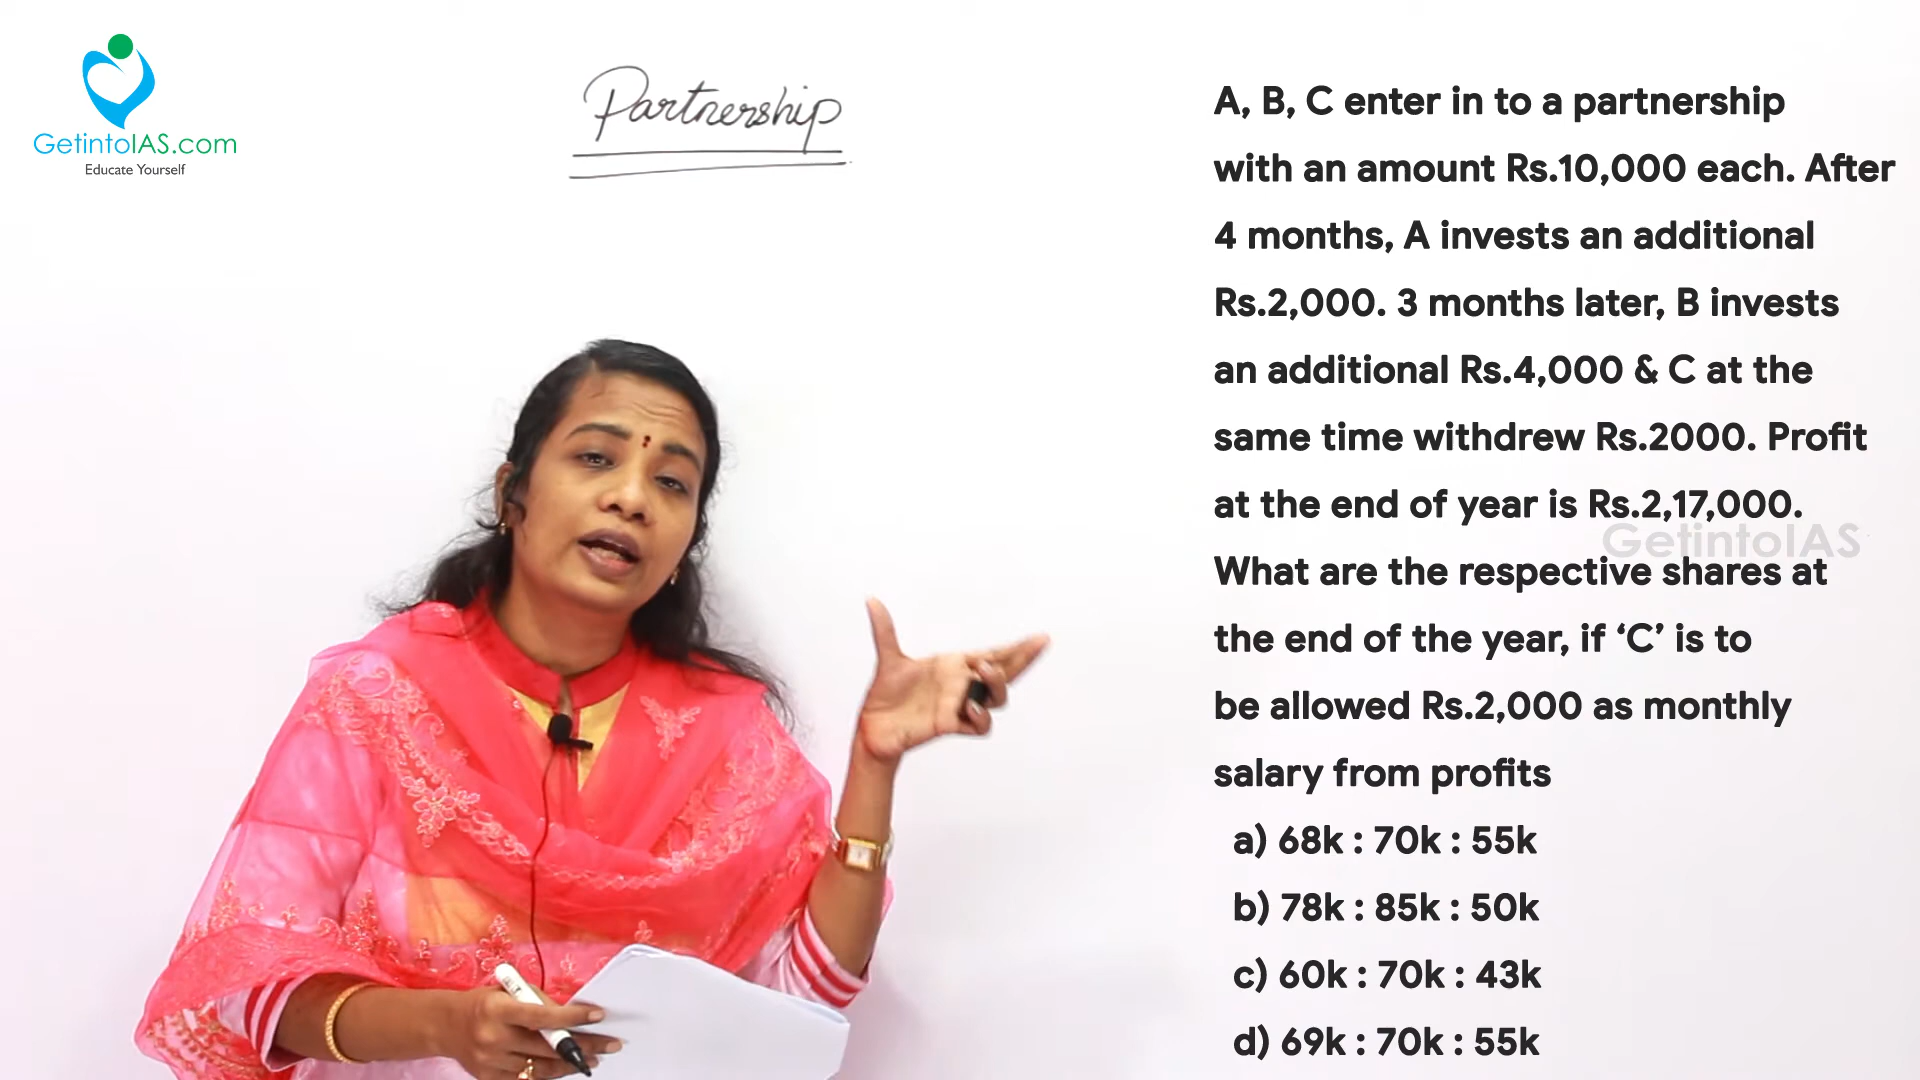 GetintoIAS.com
Educate Yourself
Partnership
A, B, C enter in to a partnership
with an amount Rs.10,000 each. After
4 months, A invests an additional
Rs.2,000. 3 months later, B invests
an additional Rs.4,000 & C at the
same time withdrew Rs.2000. Profit
at the end of year is Rs.2,17,000.
GetintoIAS
What are the respective shares at
the end of the year, if ‘C’ is to
be allowed Rs.2,000 as monthly
salary from profits
a) 68k : 70k : 55k
b) 78k : 85k : 50k
c) 60k : 70k : 43k
d) 69k : 70k : 55k